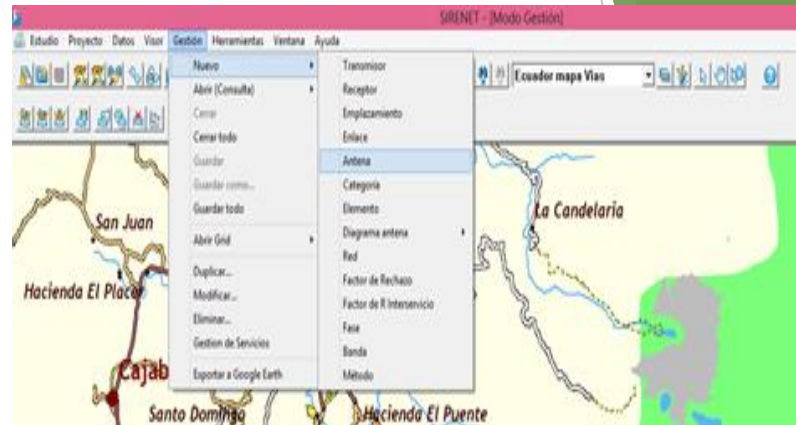 SIRENET - [Modo Gestión]
Estudio Proyecto Datos Visor Gestión Herramientas Ventana Ayuda
Nuevo
Abrir (Consulta)
Cerrar
Cerrar todo
Guardar
Guardar como...
Guardar todo
Abrir Grid
Duplicar...
Modificar...
Eliminar...
Gestion de Servicios
Exportar a Google Earth
Transmisor
Receptor
Emplazamiento
Enlace
Antena
Categoría
Elemento
Diagrama antena
Red
Factor de Rechazo
Factor de R Interservicio
Fase
Banda
Método
Ecuador mapa Vias
San Juan
Hacienda El Placer
Cajab
Santo Domingo
Hacienda El Puente
La Candelaria